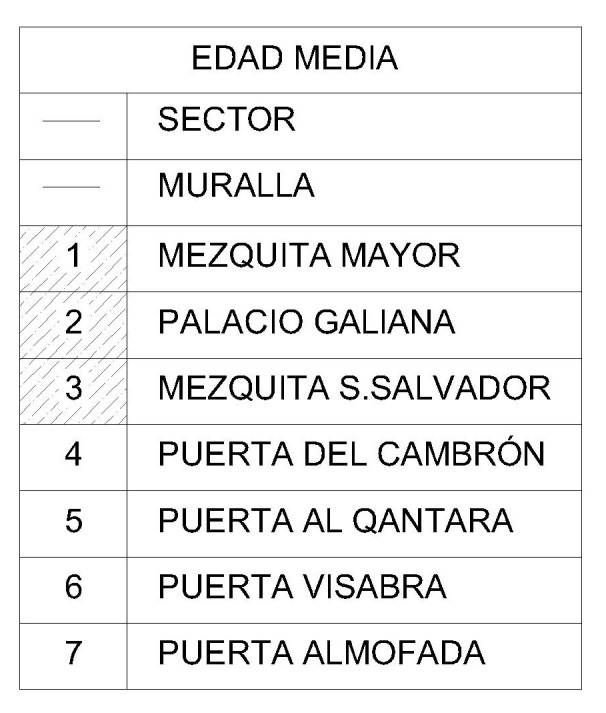 EDAD MEDIA
SECTOR
MURALLA
1 MEZQUITA MAYOR
2 PALACIO GALIANA
3 MEZQUITA S.SALVADOR
4 PUERTA DEL CAMBRÓN
5 PUERTA AL QANTARA
6 PUERTA VISABRA
7 PUERTA ALMOFADA